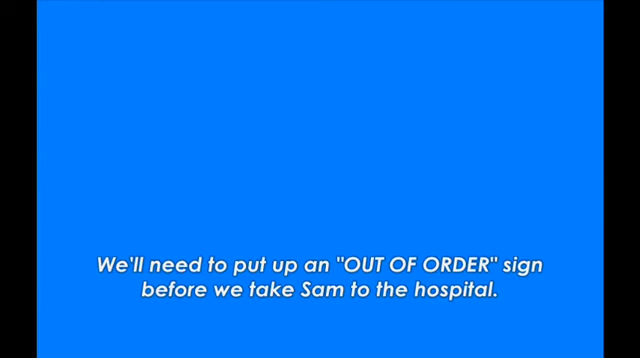 We'll need to put up an "OUT OF ORDER" sign
before we take Sam to the hospital.